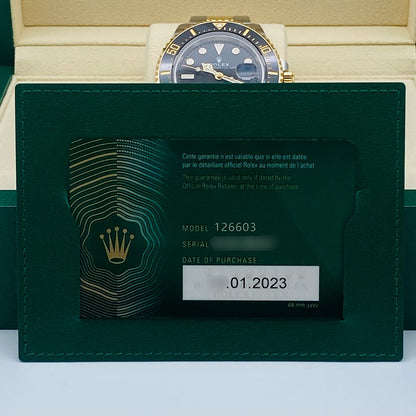 50
ROLEX
Cette garantie n'est valable que si elle est datée
par le détaillant officiel Rolex au moment de l'achat
This guarantee is valid only if dated by the
Official Rolex Retailer at the time of purchase
MODEL 126603
SERIAL
DATE OF PURCHASE
.01.2023
dd mm yyyy